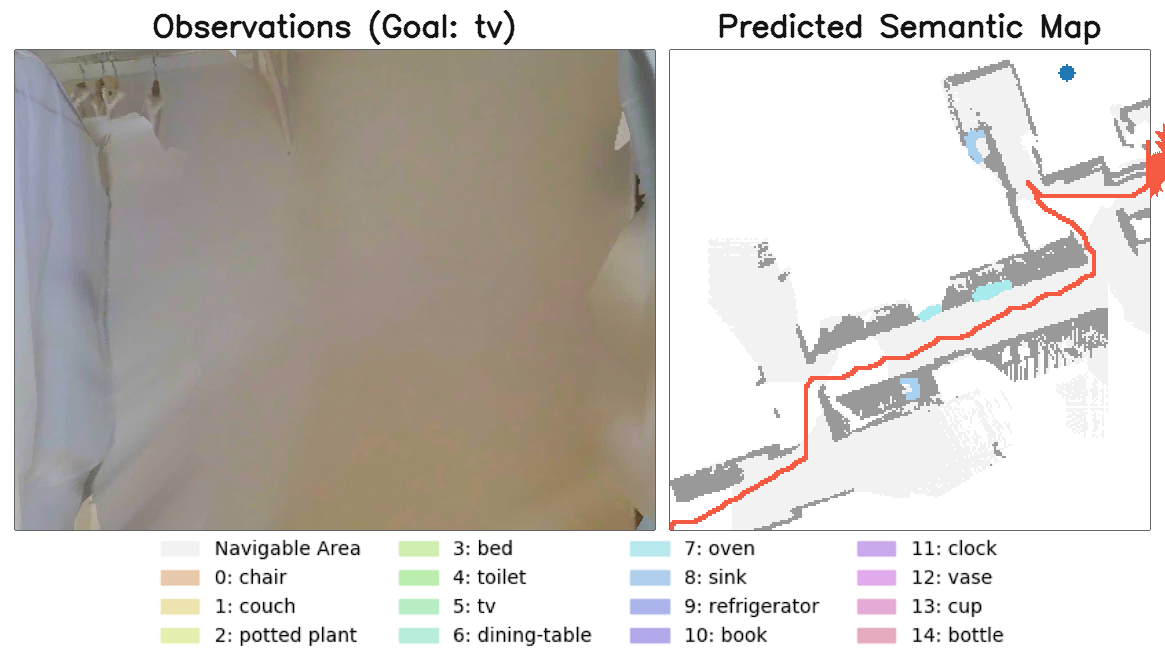 Observations (Goal: tv)
Predicted Semantic Map
Navigable Area
0: chair
1: couch
2: potted plant
3: bed
4: toilet
5: tv
6: dining-table
7: oven
8: sink
9: refrigerator
10: book
11: clock
12: vase
13: cup
14: bottle